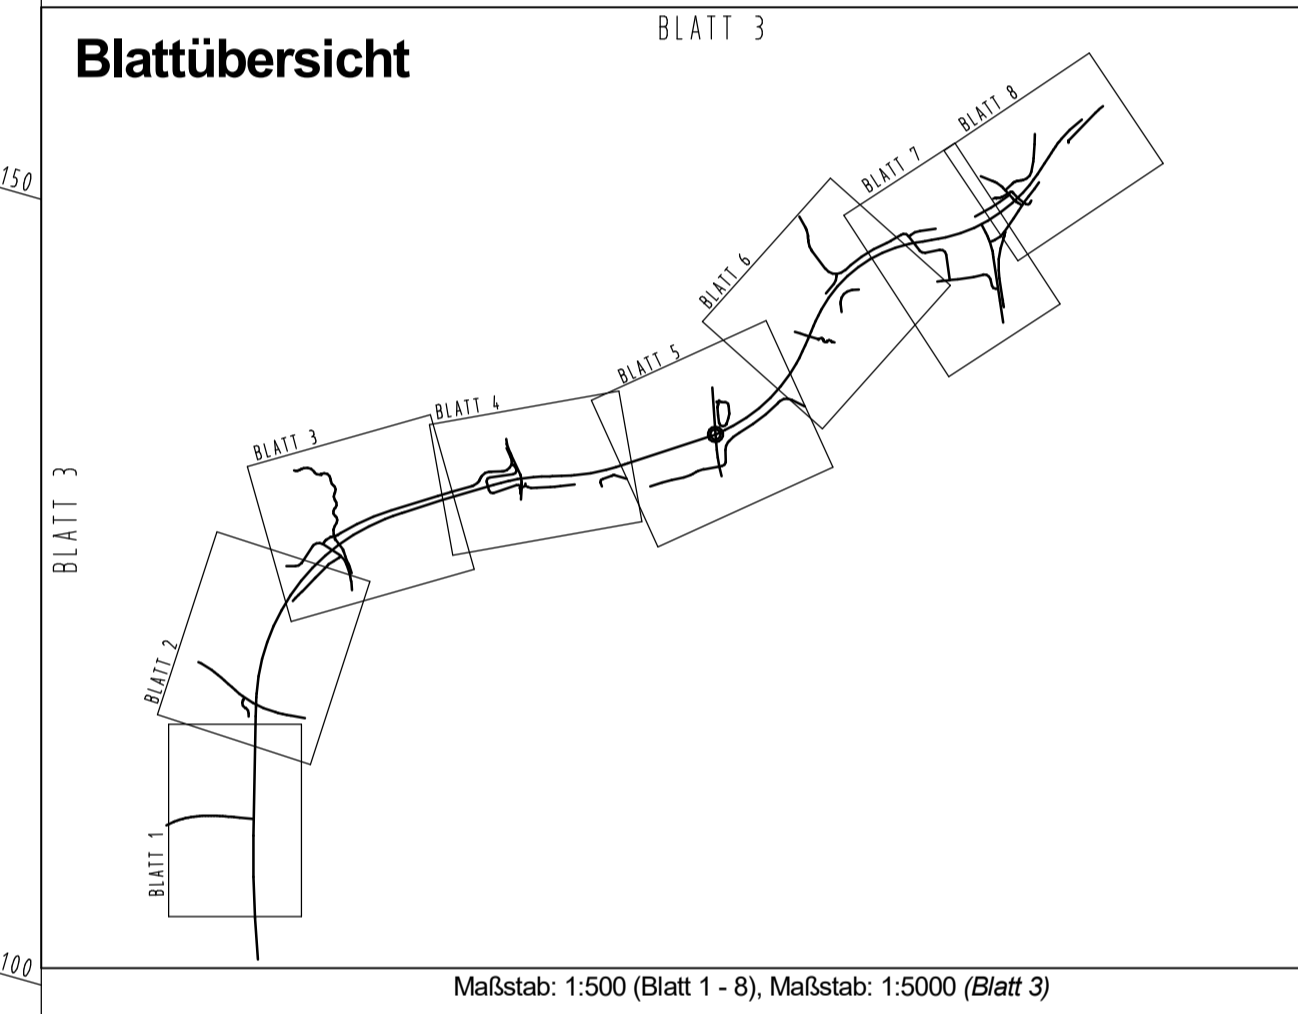 BLATT 3
Blattübersicht
BLATT 8
BLATT 7
150
BLATT 6
BLATT 5
BLATT 4
BLATT 3
BLATT 3
BLATT 2
BLATT 1
100
Maßstab: 1:500 (Blatt 1 - 8), Maßstab: 1:5000 (Blatt 3)